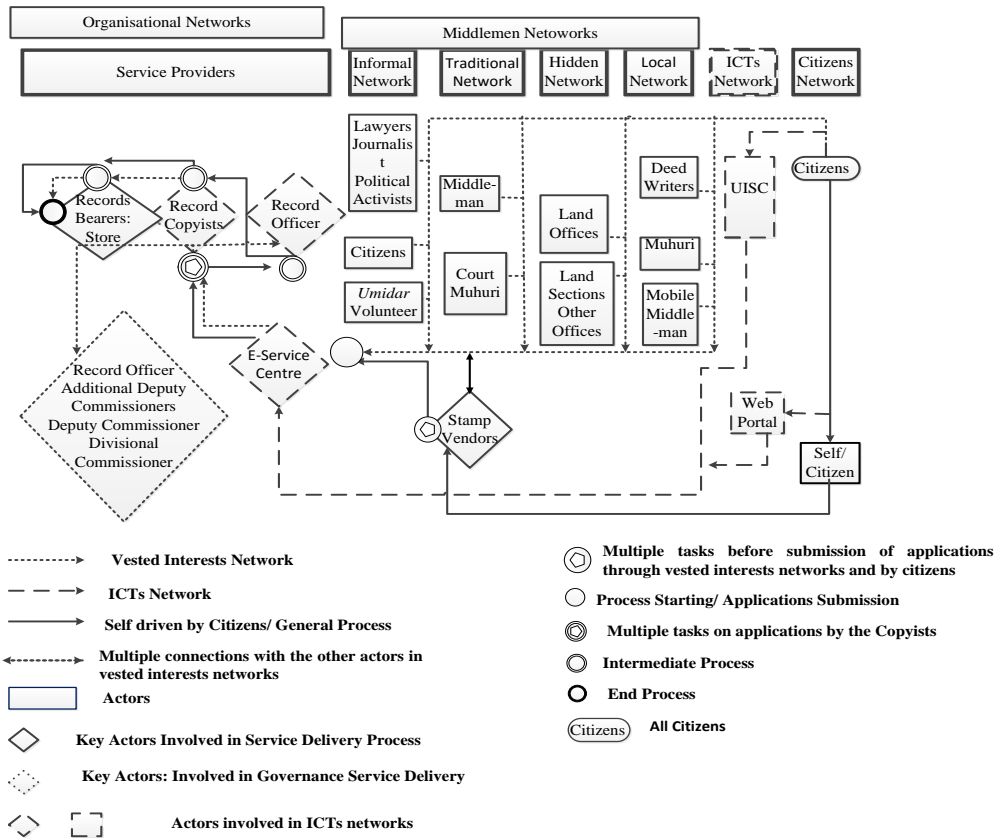 Organisational Networks
Middlemen Netoworks
Service Providers
Informal
Network
Traditional
Network
Hidden
Network
Local
Network
ICTs
Network
Citizens
Network
Lawyers
Journalis
t
Political
Activists
Citizens
Umidar
Volunteer
Middle-
man
Court
Muhuri
Land
Offices
Land
Sections
Other
Offices
Deed
Writers
Muhuri
Mobile
Middle
-man
UISC
Citizens
Records
Bearers:
Store
Record
Copyists
Record
Officer
E-Service
Centre
Record Officer
Additional Deputy
Commissioners
Deputy Commissioner
Divisional
Commissioner
Stamp
Vendors
Web
Portal
Self/
Citizen
Vested Interests Network
ICTs Network
Self driven by Citizens/ General Process
Multiple connections with the other actors in
vested interests networks
Actors
Key Actors Involved in Service Delivery Process
Key Actors: Involved in Governance Service Delivery
Actors involved in ICTs networks
Multiple tasks before submission of applications
through vested interests networks and by citizens
Process Starting/ Applications Submission
Multiple tasks on applications by the Copyists
Intermediate Process
End Process
Citizens All Citizens